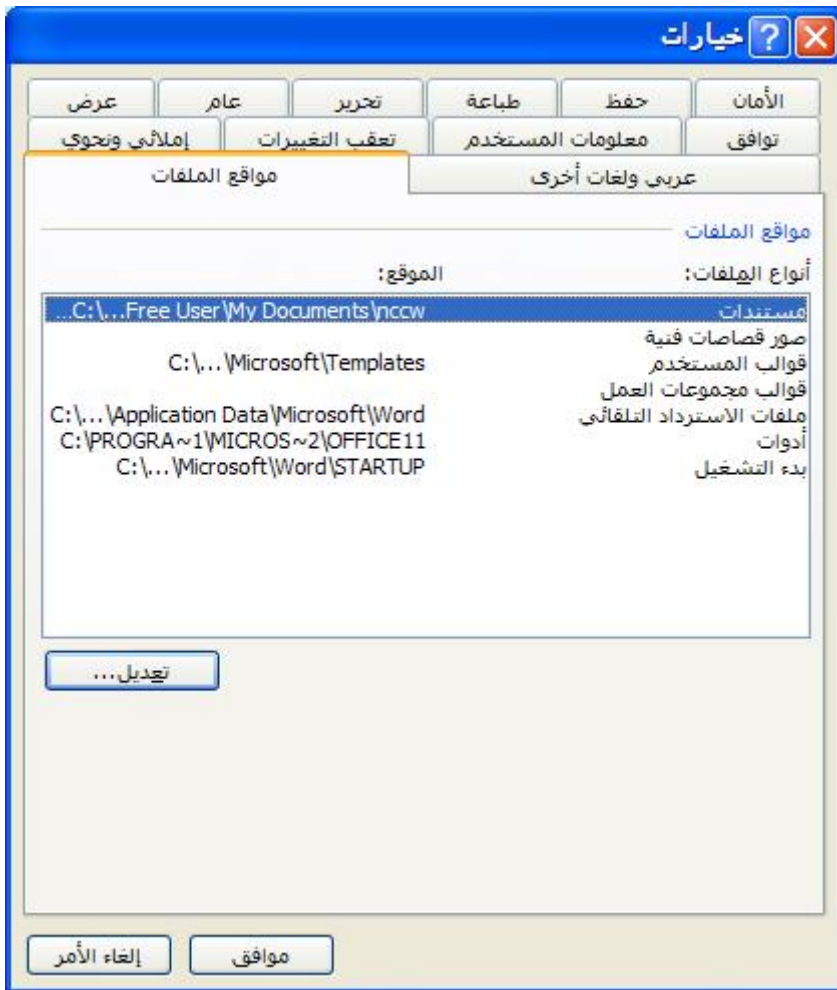 خيارات
الأمان حفظ طباعة تحرير عام عرض
توافق معلومات المستخدم تعقب التغييرات إملائي ونحوي
عربي ولغات أخرى مواقع الملفات
مواقع الملفات
أنواع الملفات: الموقع:
مستندات C:\...Free User\My Documents\nccw...
صور قصاصات فنية
قوالب المستخدم C:\...\Microsoft\Templates
قوالب مجموعات العمل
ملفات الاسترداد التلقائي C:\...\Application Data\Microsoft\Word
أدوات C:\PROGRA~1\MICROS~2\OFFICE11
بدء التشغيل C:\...\Microsoft\Word\STARTUP
تعديل...
موافق إلغاء الأمر